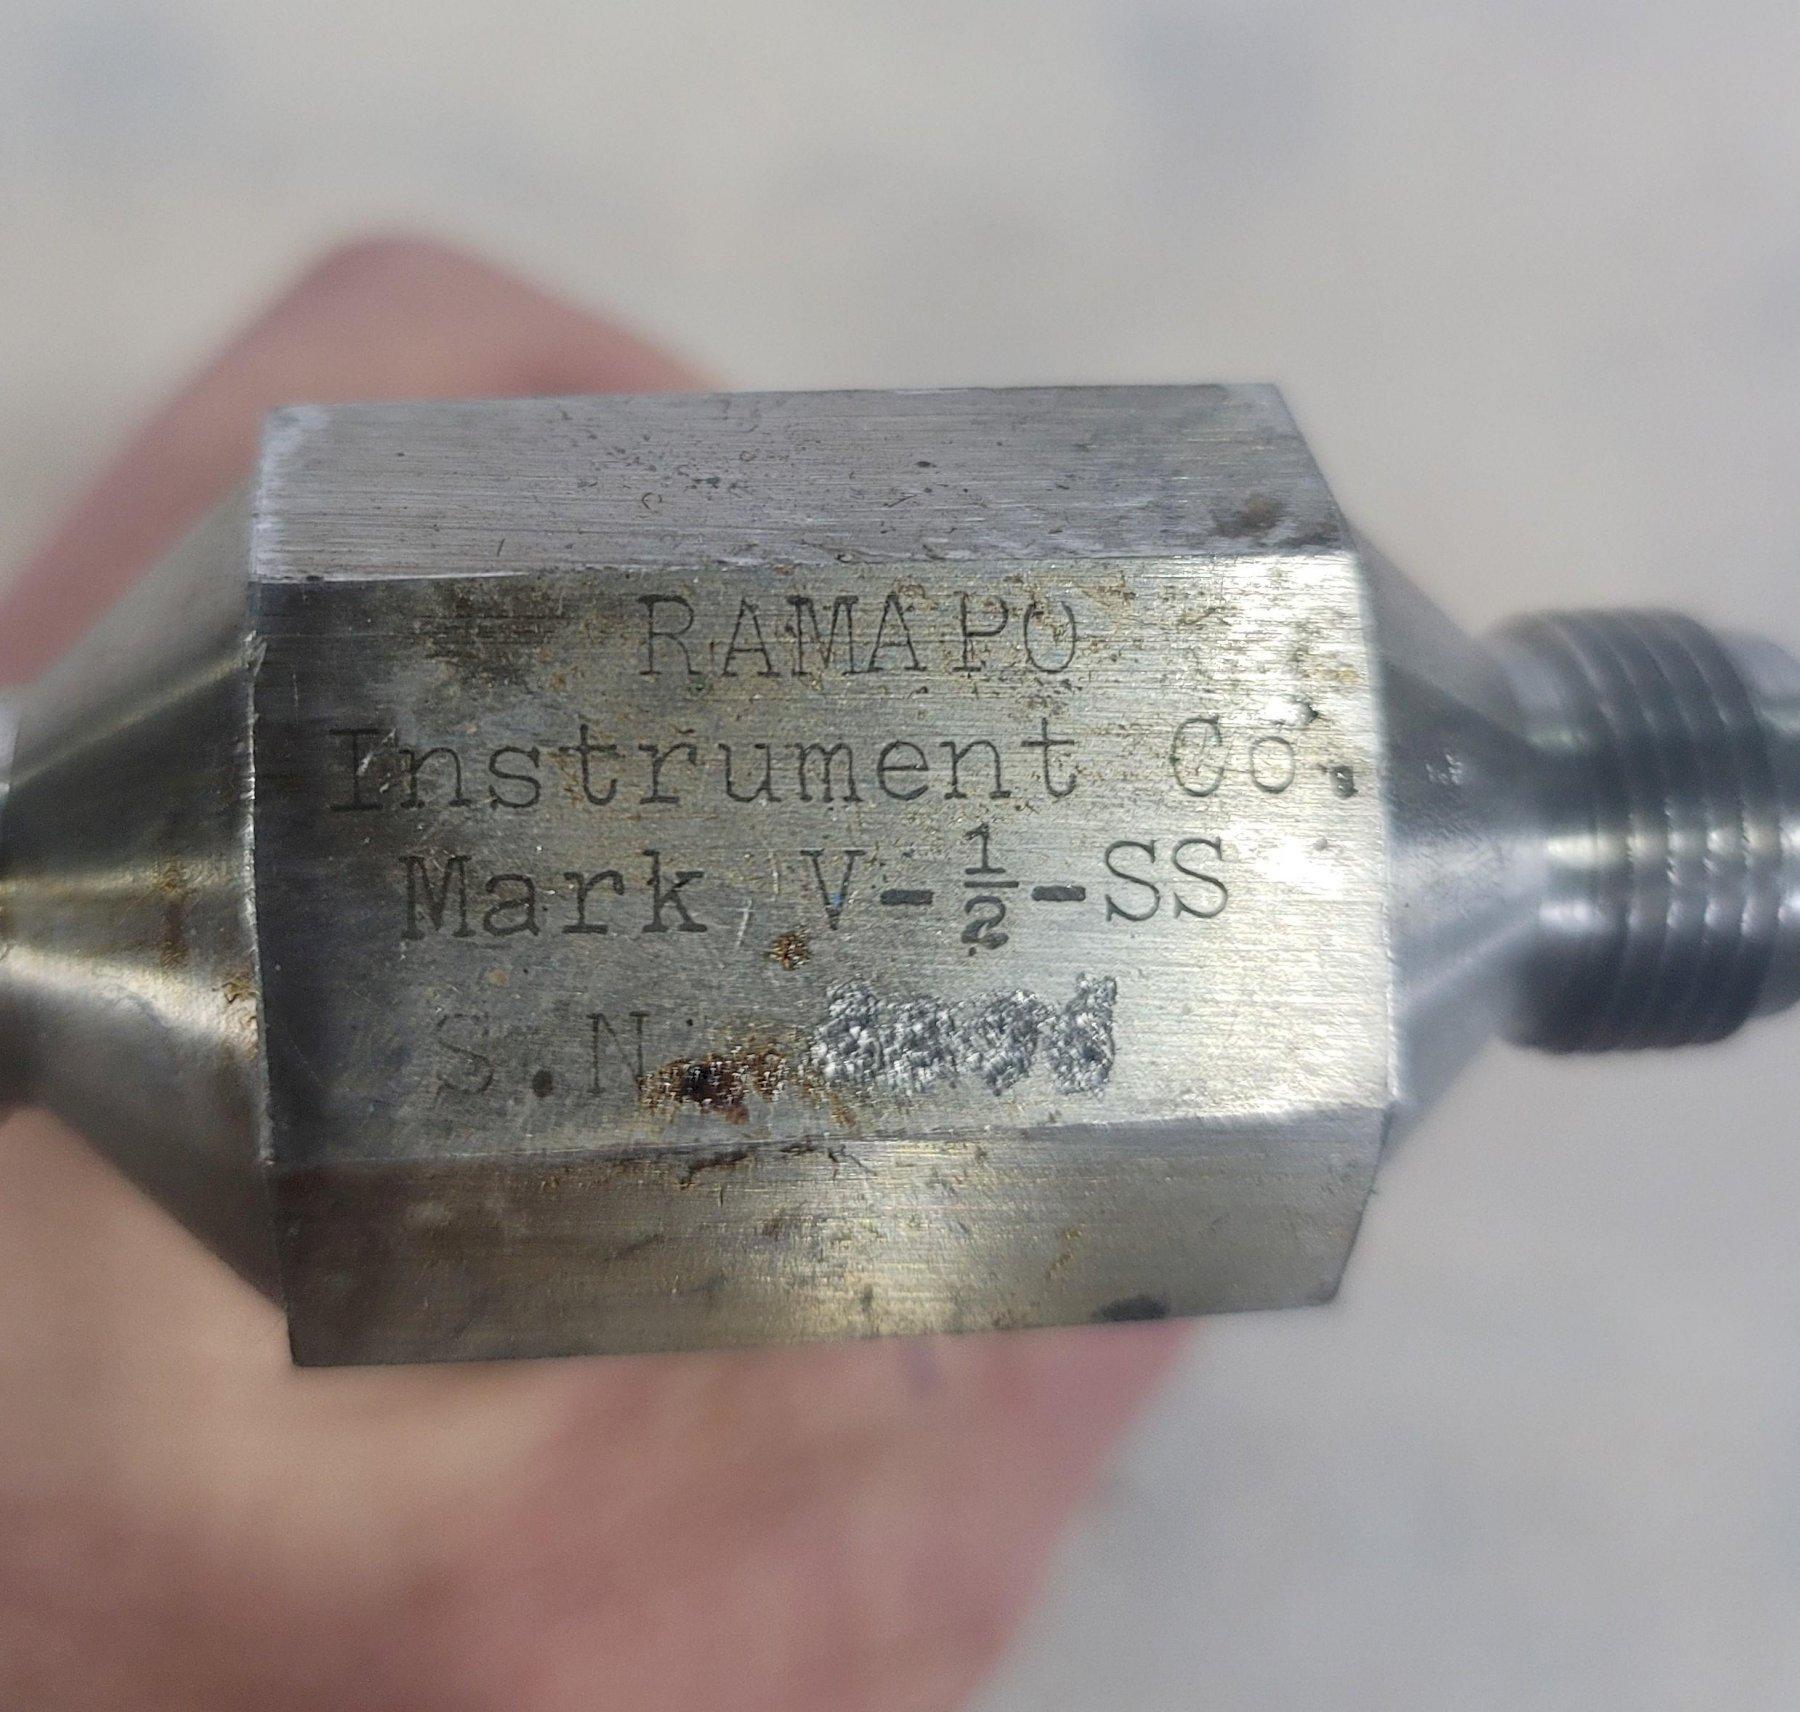 RAMAPO
Instrument Co.
Mark V-½-SS
S.N.